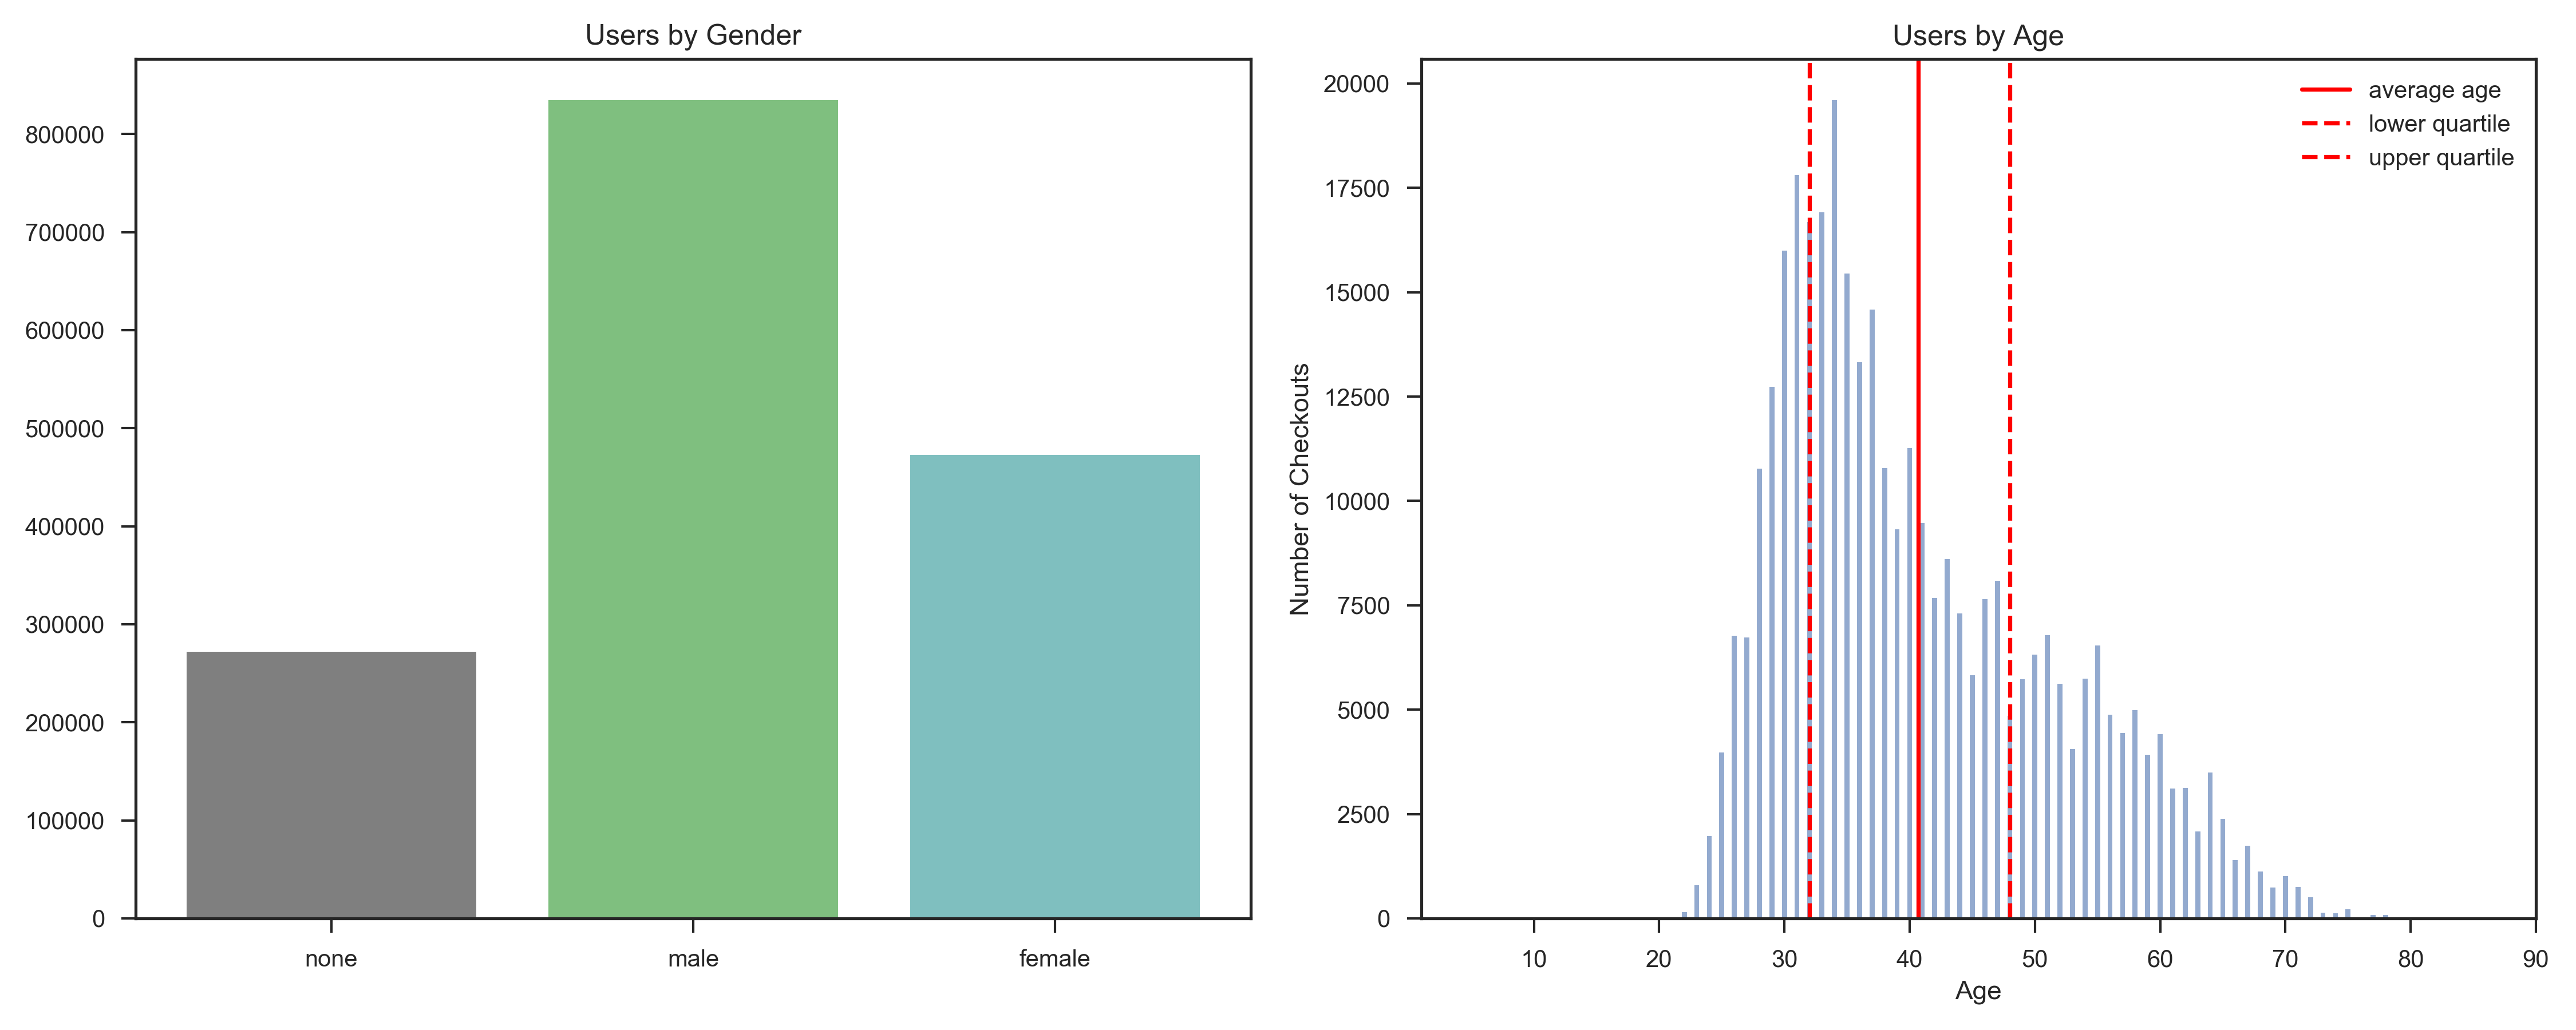 Users by Gender
800000
700000
600000
500000
400000
300000
200000
100000
0
none male female
Users by Age
average age
lower quartile
upper quartile
Number of Checkouts
20000
17500
15000
12500
10000
7500
5000
2500
0
10 20 30 40 50 60 70 80 90
Age